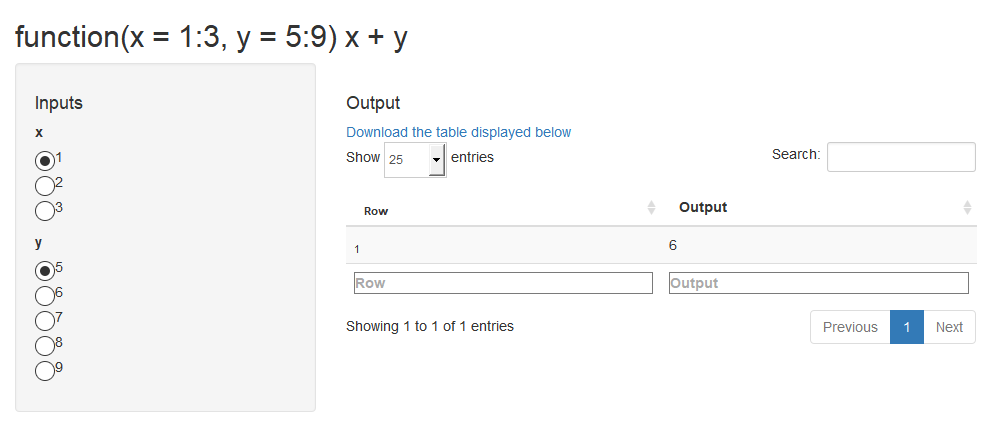 function(x = 1:3, y = 5:9) x + y
Inputs
x
1
2
3
y
5
6
7
8
9
Output
Download the table displayed below
Show 25 entries
Search:
Row Output
1 6
Row Output
Showing 1 to 1 of 1 entries
Previous 1 Next